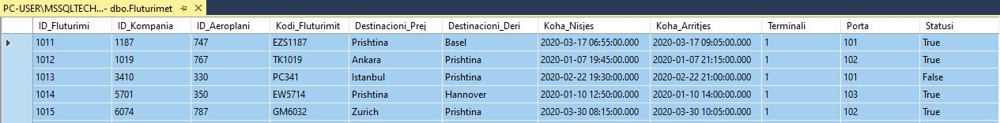 PC-USER\MSSQLTECH...- dbo.Fluturimet
ID_Fluturimi ID_Kompania ID_Aeroplani Kodi_Fluturimit Destinacioni_Prej Destinacioni_Deri Koha_Nisjes Koha_Arritjes Terminali Porta Statusi
1011 1187 747 EZS1187 Prishtina Basel 2020-03-17 06:55:00.000 2020-03-17 09:05:00.000 1 101 True
1012 1019 767 TK1019 Ankara Prishtina 2020-01-07 19:45:00.000 2020-01-07 21:15:00.000 1 102 True
1013 3410 330 PC341 Istanbul Prishtina 2020-02-22 19:30:00.000 2020-02-22 21:00:00.000 1 101 False
1014 5701 350 EW5714 Prishtina Hannover 2020-01-10 12:50:00.000 2020-01-10 14:00:00.000 1 103 True
1015 6074 787 GM6032 Zurich Prishtina 2020-03-30 08:15:00.000 2020-03-30 10:05:00.000 1 102 True